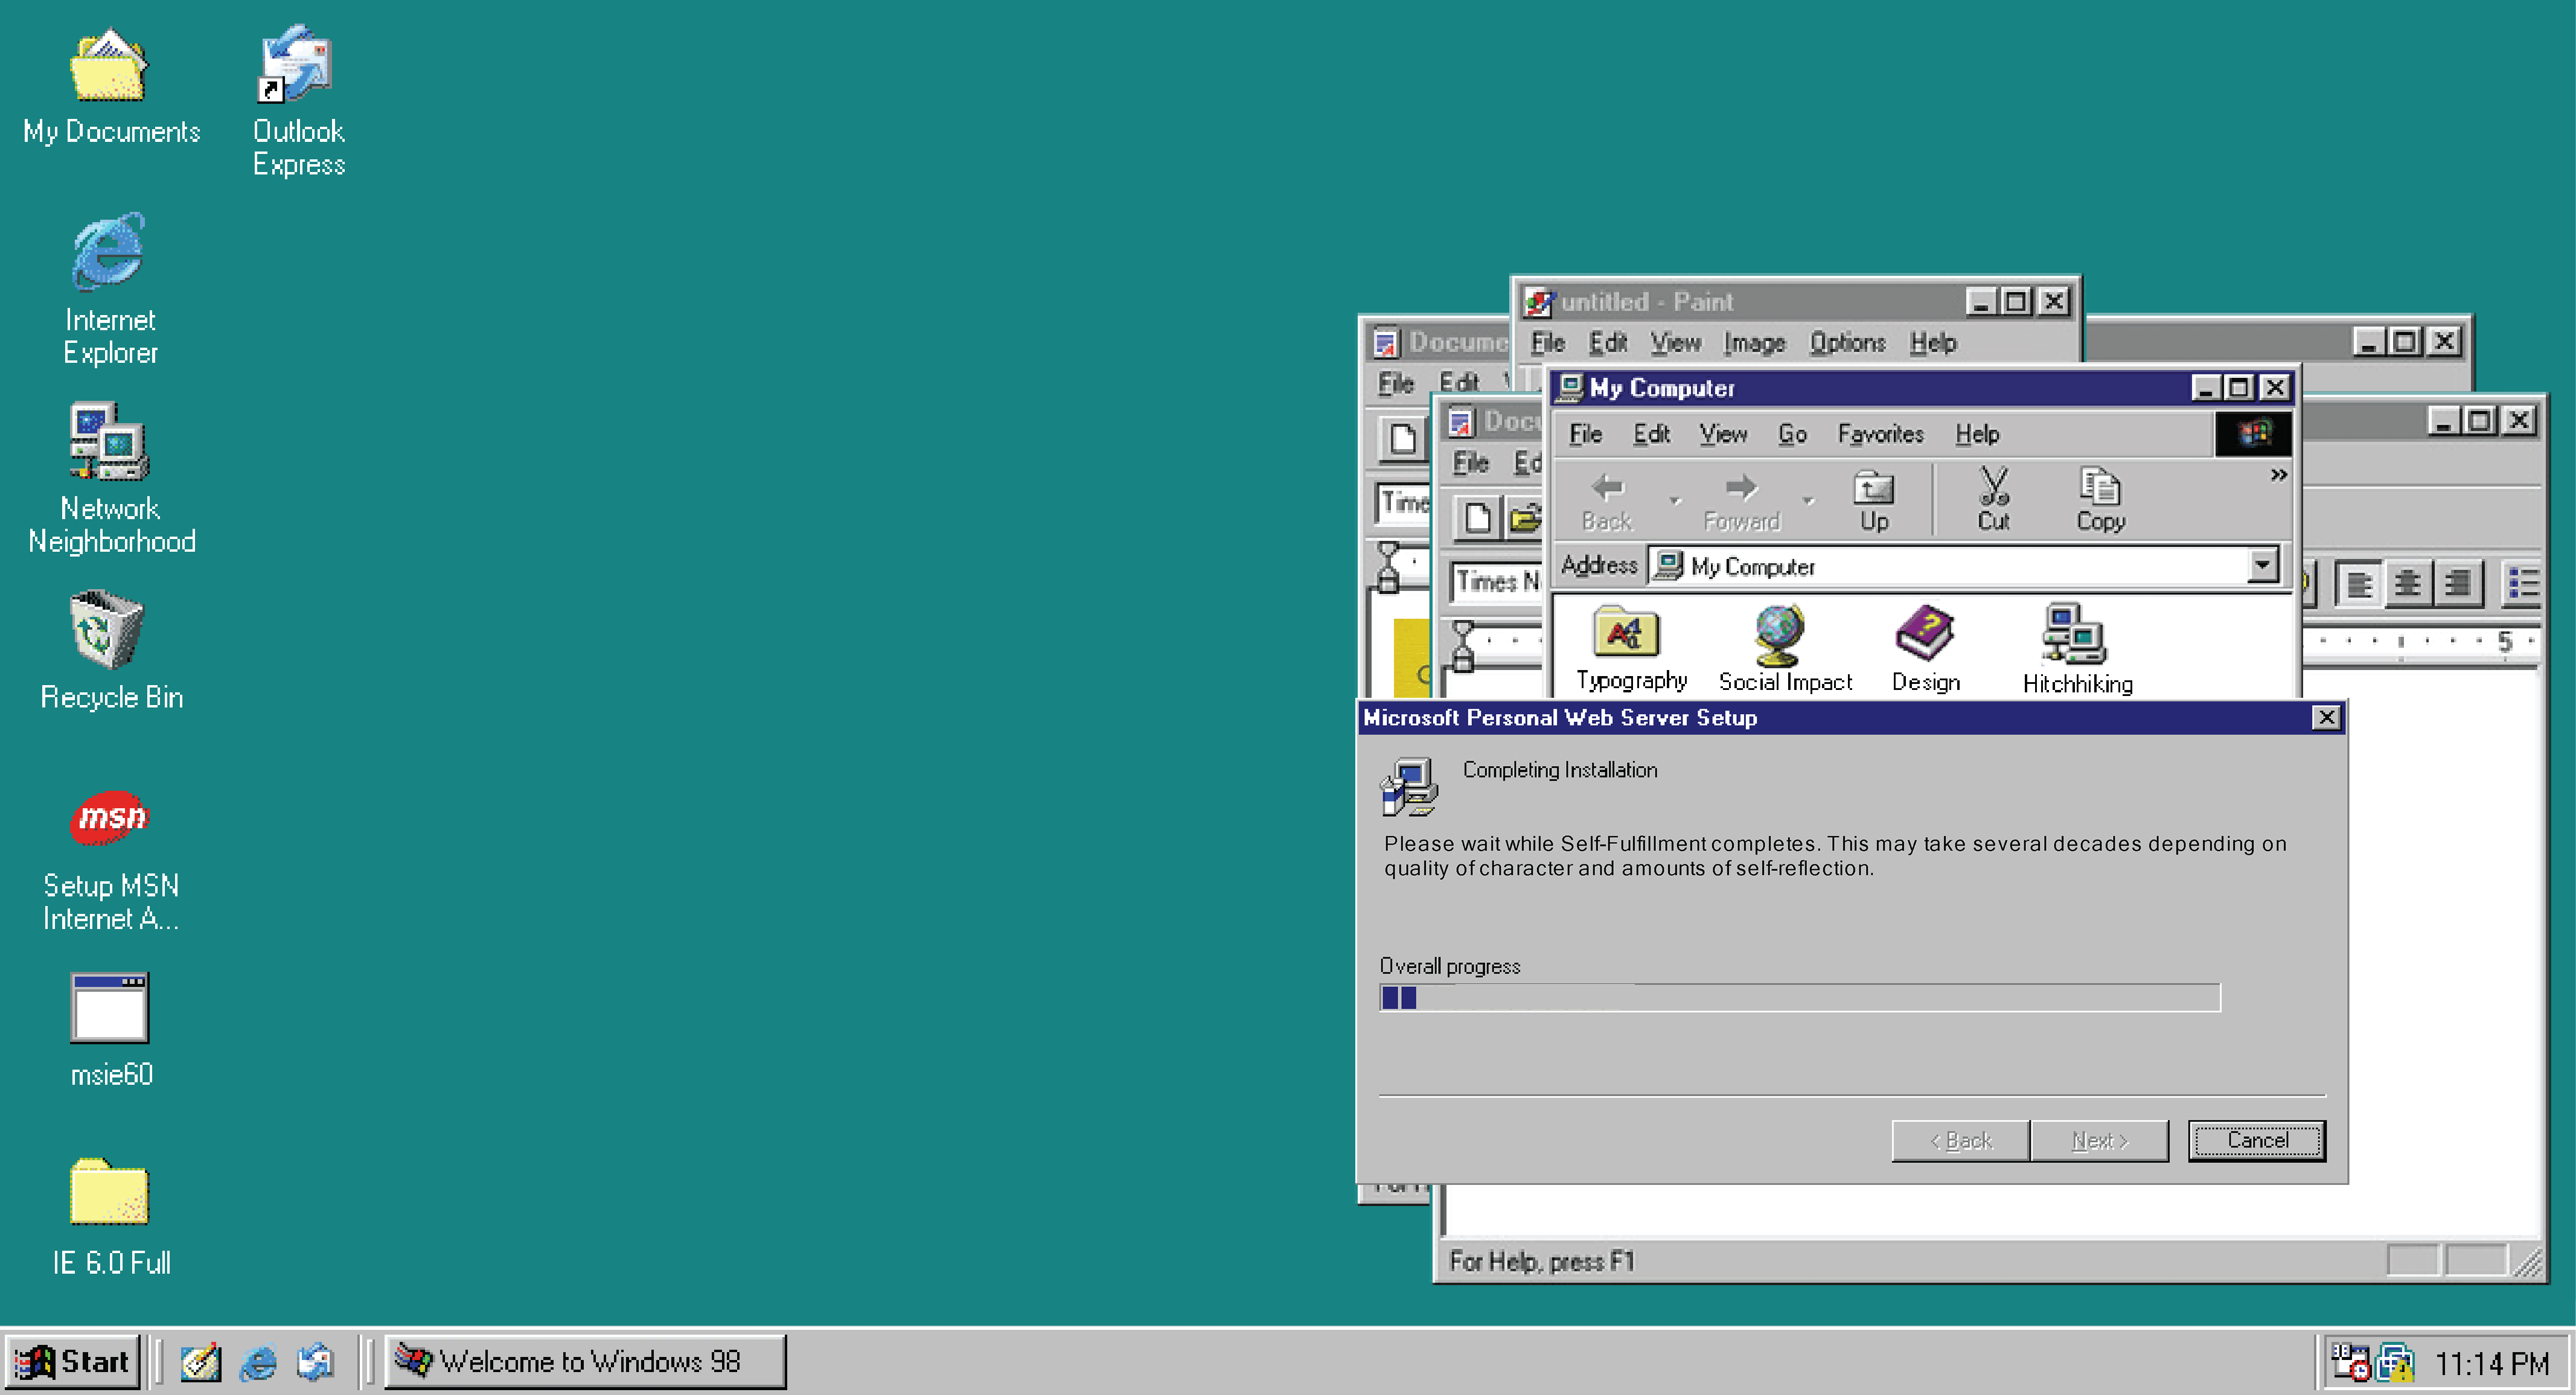 My Documents
Outlook
Express
Internet
Explorer
Network
Neighborhood
Recycle Bin
msn
Setup MSN
Internet A...
msie60
IE 6.0 Full
untitled - Paint
File Edit View Image Options Help
Docume
File Edit
Times
Docu
File Ed
Times N
5
My Computer
File Edit View Go Favorites Help
Back Forward Up Cut Copy »
Address My Computer
Typography Social Impact Design Hitchhiking
Microsoft Personal Web Server Setup
Completing Installation
Please wait while Self-Fulfillment completes. This may take several decades depending on
quality of character and amounts of self-reflection.
Overall progress
< Back Next > Cancel
For Help, press F1
Start Welcome to Windows 98 11:14 PM